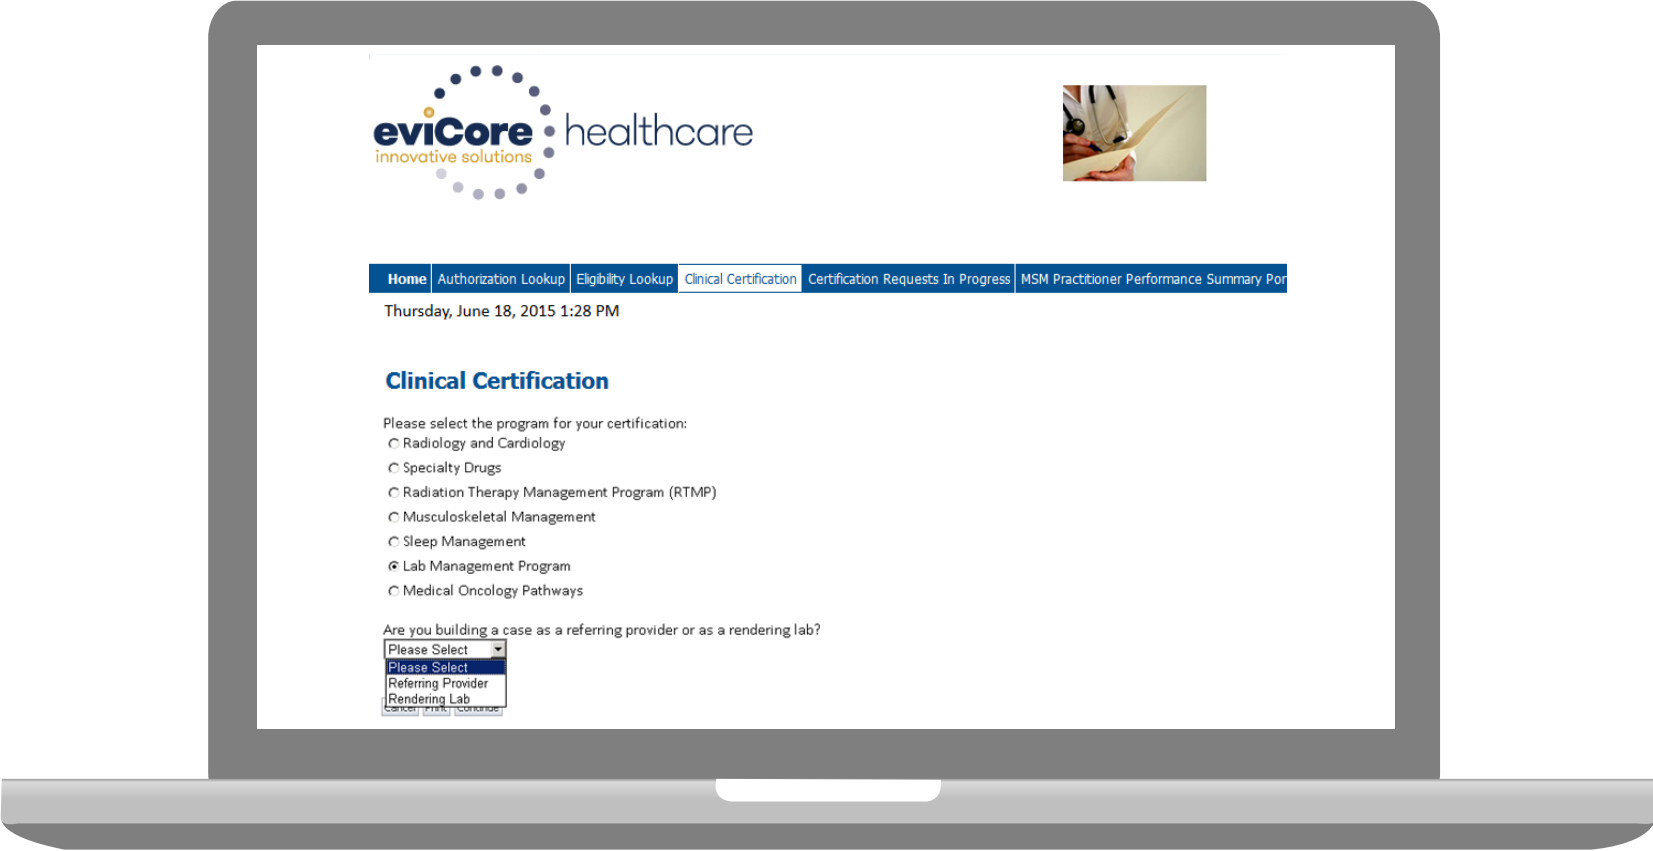 eviCore healthcare
innovative solutions
Home Authorization Lookup Eligibility Lookup Clinical Certification Certification Requests In Progress MSM Practitioner Performance Summary Por
Thursday, June 18, 2015 1:28 PM
Clinical Certification
Please select the program for your certification:
Radiology and Cardiology
Specialty Drugs
Radiation Therapy Management Program (RTMP)
Musculoskeletal Management
Sleep Management
Lab Management Program
Medical Oncology Pathways
Are you building a case as a referring provider or as a rendering lab?
Please Select
Please Select
Referring Provider
Rendering Lab
Cancel Print Continue